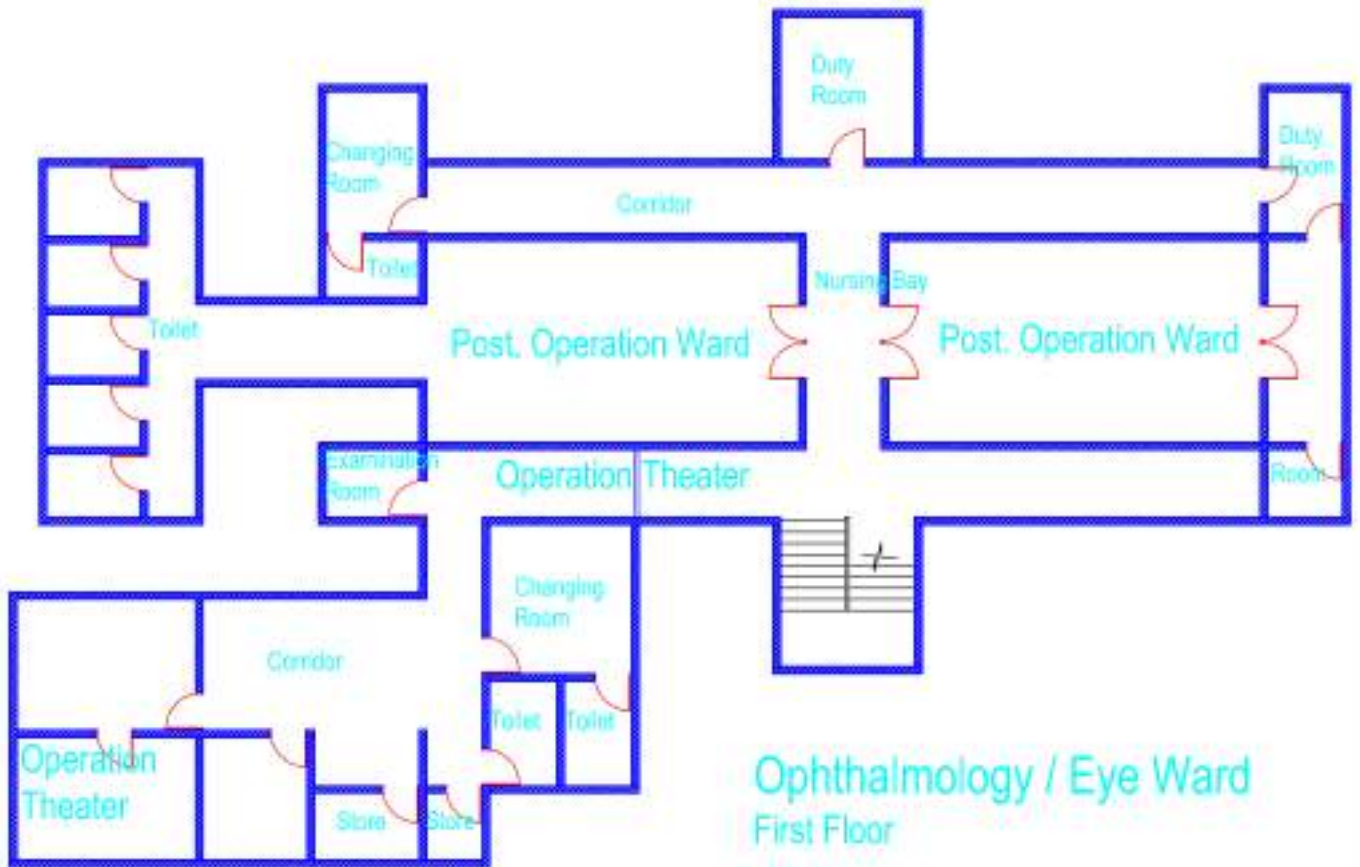 Duty
Room
Changing
Room
Duty
Room
Corridor
Toilet
Nursing Bay
Toilet
Post. Operation Ward
Post. Operation Ward
Examination
Room
Operation Theater
Room
Changing
Room
Corridor
Toilet
Toilet
Operation
Theater
Store
Store
Ophthalmology / Eye Ward
First Floor